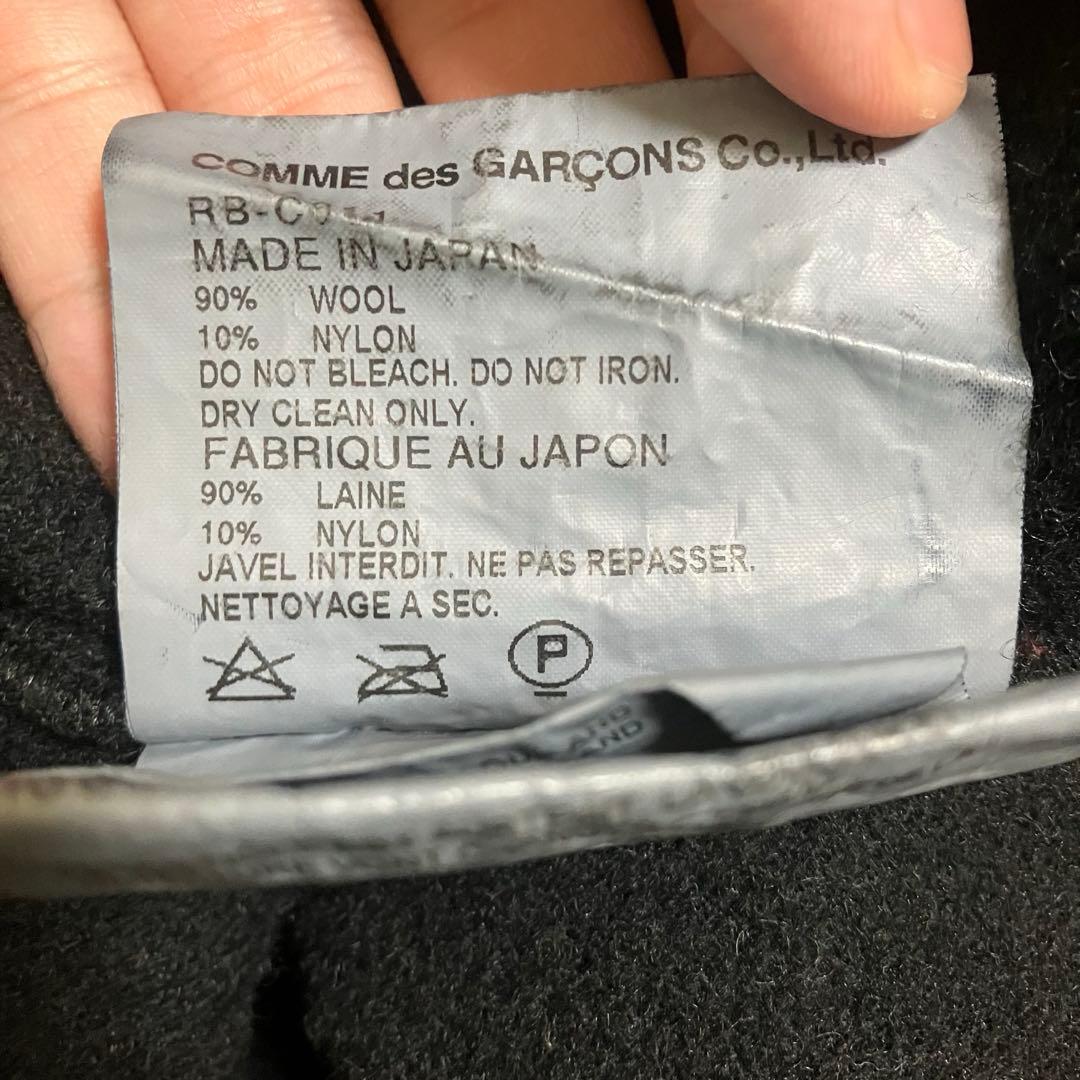 COMME des GARÇONS Co.,Ltd.
MADE IN JAPAN
90% WOOL
10% NYLON
DO NOT BLEACH. DO NOT IRON.
DRY CLEAN ONLY.
FABRIQUE AU JAPON
90% LAINE
10% NYLON
JAVEL INTERDIT. NE PAS REPASSER.
NETTOYAGE A SEC.
P